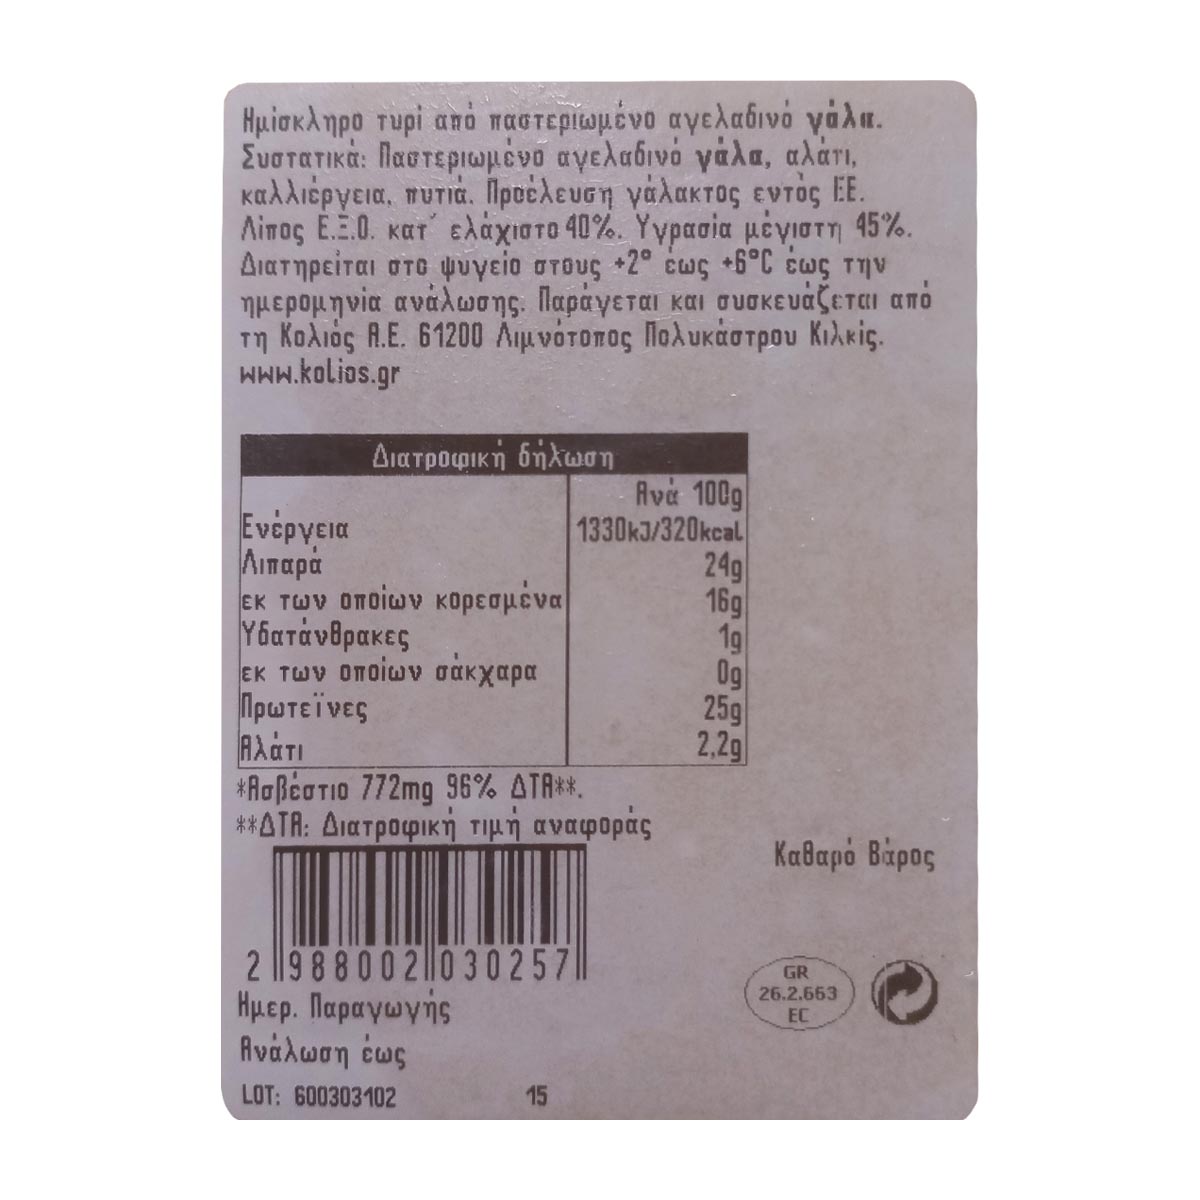 Ημίσκληρο τυρί από παστεριωμένο αγελαδινό γάλα.
Συστατικά: Παστεριωμένο αγελαδινό γάλα, αλάτι,
καλλιέργεια, πυτιά. Προέλευση γάλακτος εντός ΕΕ.
Λίπος Ε.Ξ.Ο. κατ΄ ελάχιστο 40%. Υγρασία μέγιστη 45%.
Διατηρείται στο ψυγείο στους +2° έως +6°C έως την
ημερομηνία ανάλωσης. Παράγεται και συσκευάζεται από
τη Κολιός Α.Ε. 61200 Λιμνότοπος Πολυκάστρου Κιλκίς.
www.kolios.gr
Διατροφική δήλωση
Ανά 100g
Ενέργεια 1330kJ/320kcal
Λιπαρά 24g
εκ των οποίων κορεσμένα 16g
Υδατάνθρακες 1g
εκ των οποίων σάκχαρα 0g
Πρωτεϊνες 25g
Αλάτι 2,2g
*Ασβέστιο 772mg 96% ΔΤΑ**.
**ΔΤΑ: Διατροφική τιμή αναφοράς
Καθαρό Βάρος
2 988002 030257
GR
26.2.663
EC
Ημερ. Παραγωγής
Ανάλωση έως
LOT: 600303102 15